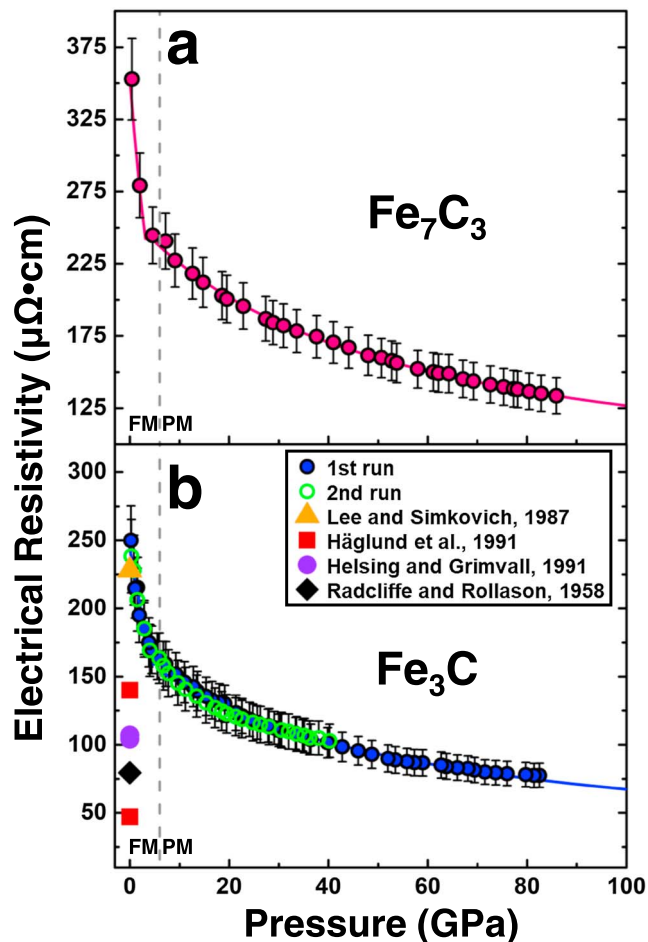 a
375
325
275
225
175
125
Fe₇C₃
FM PM
Electrical Resistivity (μΩ•cm)
b
300
250
200
150
100
50
1st run
2nd run
Lee and Simkovich, 1987
Häglund et al., 1991
Helsing and Grimvall, 1991
Radcliffe and Rollason, 1958
Fe₃C
FM PM
0 20 40 60 80 100
Pressure (GPa)